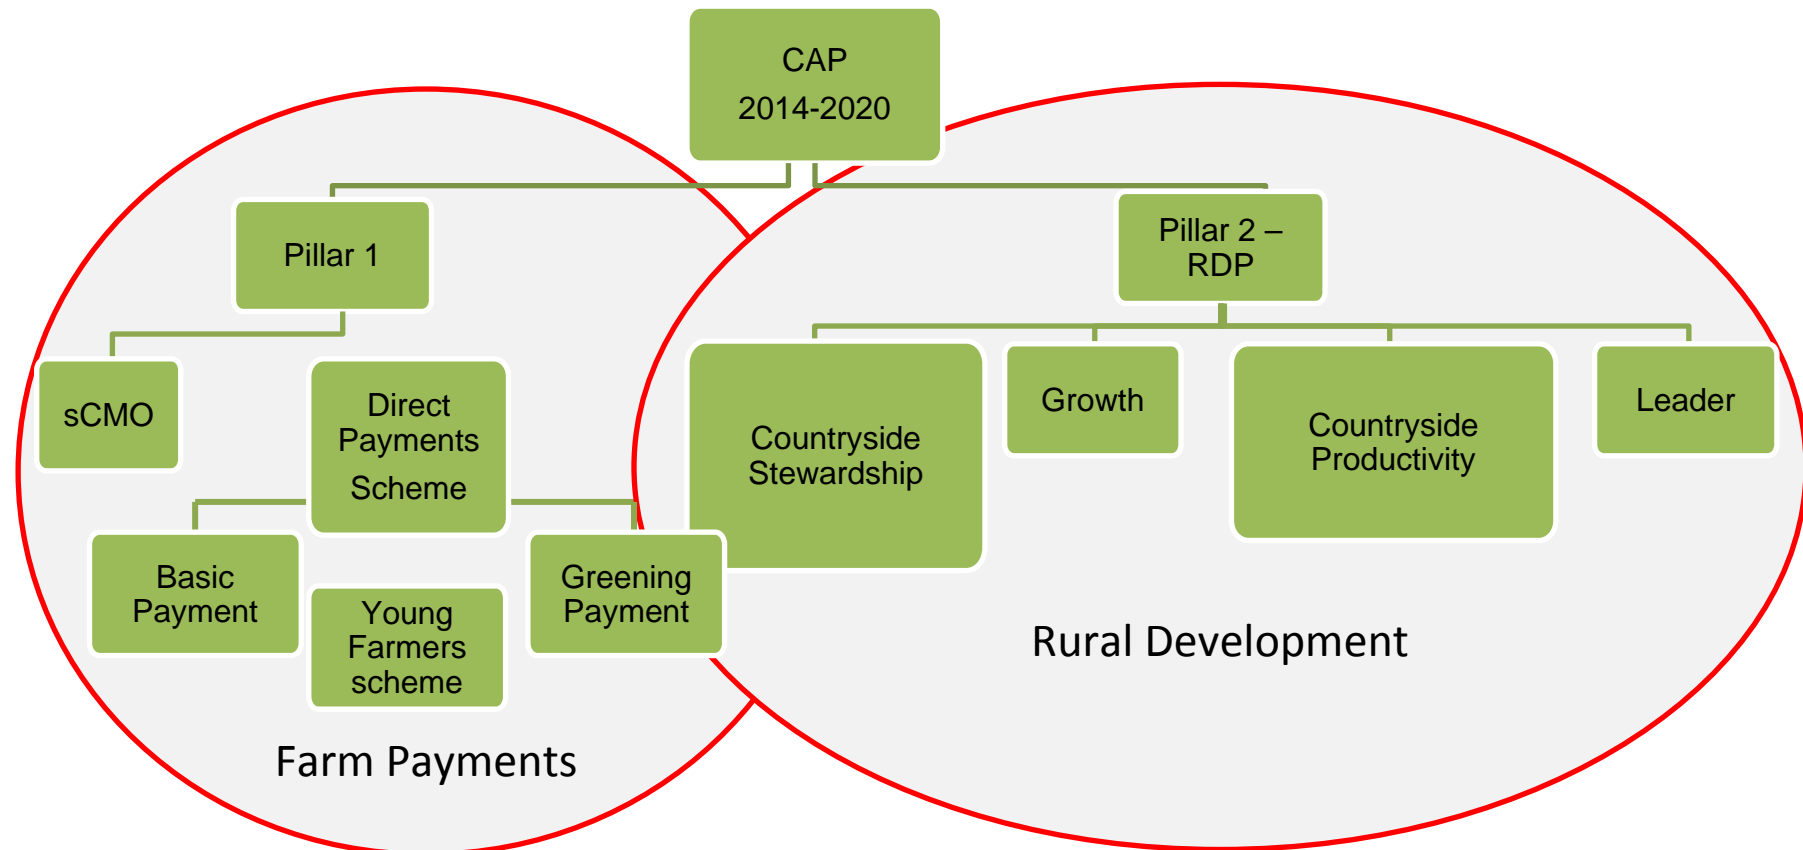 CAP
2014-2020
Pillar 1
Pillar 2 –
RDP
sCMO
Direct
Payments
Scheme
Countryside
Stewardship
Growth
Countryside
Productivity
Leader
Basic
Payment
Young
Farmers
scheme
Greening
Payment
Rural Development
Farm Payments